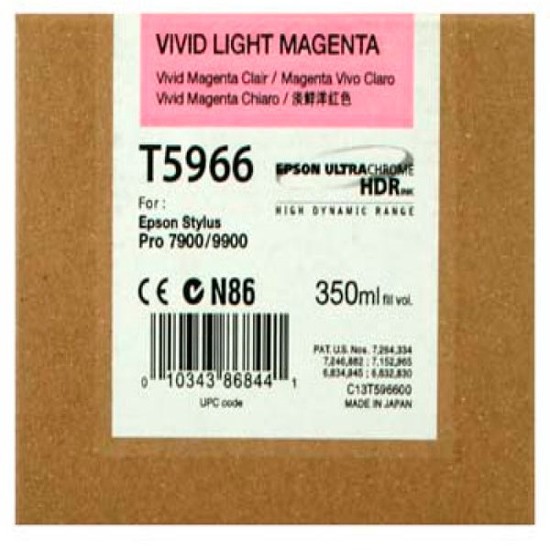 VIVID LIGHT MAGENTA
Vivid Magenta Clair / Magenta Vivo Claro
Vivid Magenta Chiaro / 淡鮮洋红色
T5966
EPSON ULTRACHROME
HDR INK
HIGH DYNAMIC RANGE
For :
Epson Stylus
Pro 7900/9900
CE N86
350ml fill vol.
0 10343 86844 1
UPC code
PAT. U.S. Nos. 7,264,334
7,246,882 ; 7,152,965
6,834,945 ; 6,632,830
C13T596600
MADE IN JAPAN